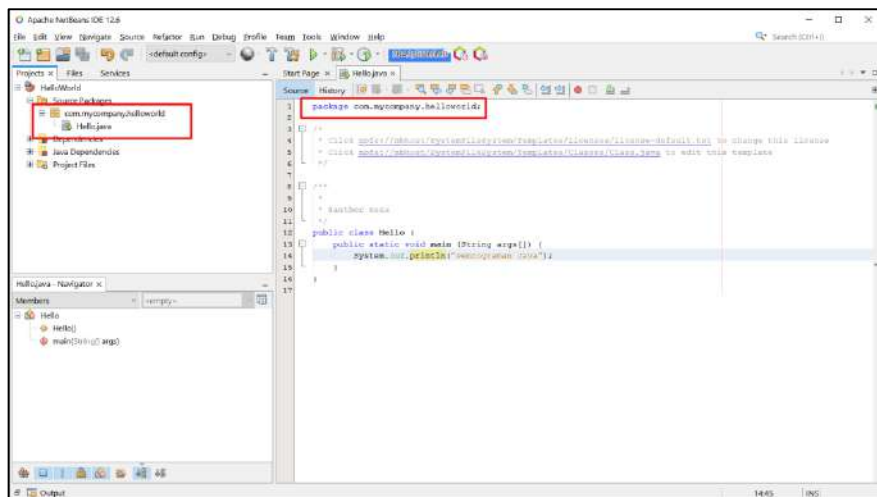 Apache NetBeans IDE 12.6
File Edit View Navigate Source Refactor Run Debug Profile Team Tools Window Help
Search (Ctrl+I)
<default config>
Projects Files Services
HelloWorld
Source Packages
com.mycompany.helloworld
Hello.java
Dependencies
Java Dependencies
Project Files
Start Page Hello.java
Source History
1 package com.mycompany.helloworld;
2
3 /*
4 * Click nbfs://nbhost/SystemFileSystem/Templates/Licenses/license-default.txt to change this license
5 * Click nbfs://nbhost/SystemFileSystem/Templates/Classes/Class.java to edit this template
6 */
7
8 /**
9 *
10 * @author
11 */
12 public class Hello {
13 public static void main (String args[]) {
14 System.out.println("Pemrograman Java");
15 }
16 }
17
Hello.java - Navigator
Members <empty>
Hello
Hello()
main(String[] args)
Output
14:45 INS